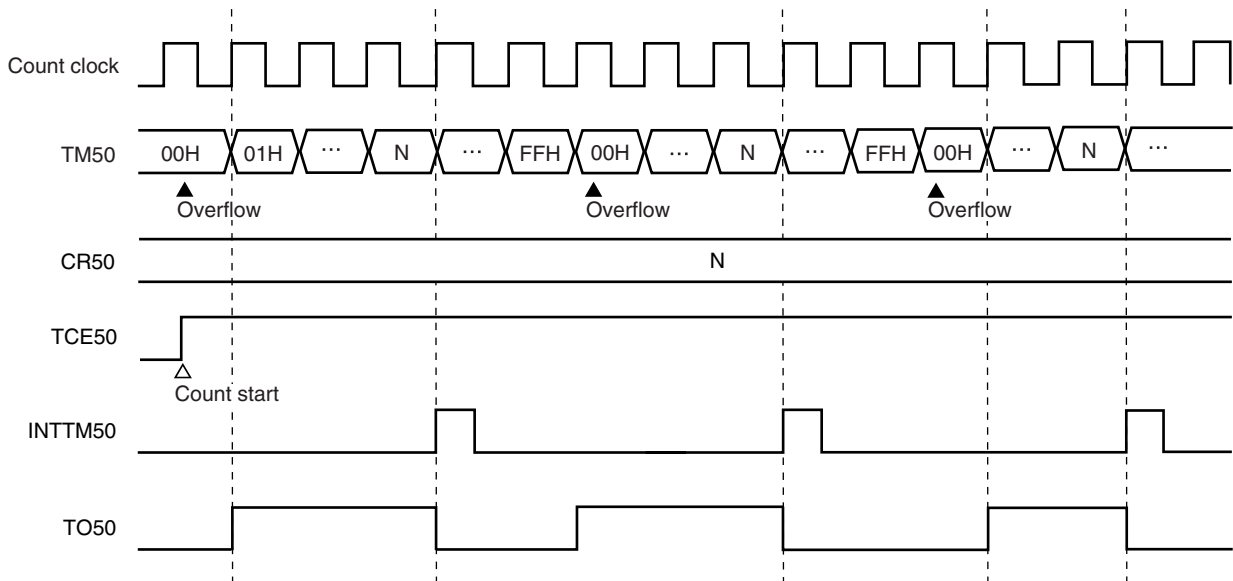 Count clock
TM50 00H 01H ... N ... FFH 00H ... N ... FFH 00H ... N ...
Overflow Overflow Overflow
CR50 N
TCE50
Count start
INTTM50
TO50